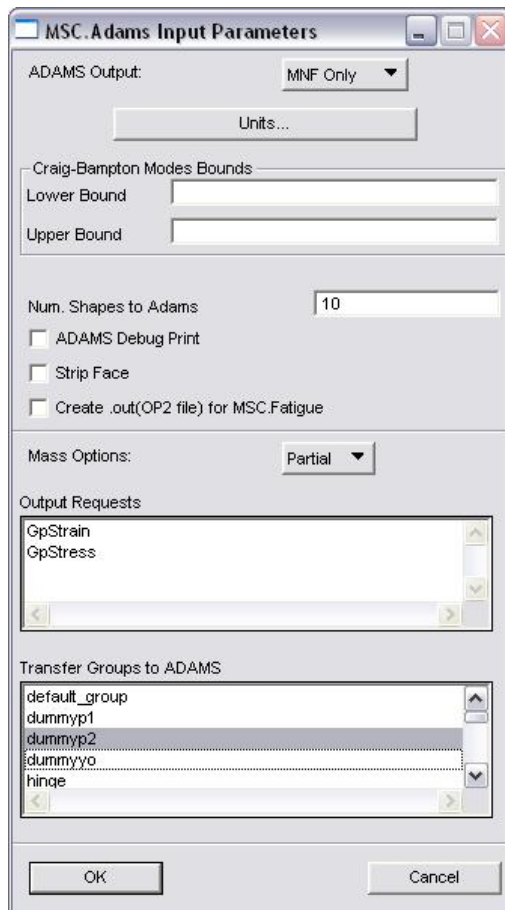 MSC.Adams Input Parameters
ADAMS Output: MNF Only
Units...
Craig-Bampton Modes Bounds
Lower Bound
Upper Bound
Num. Shapes to Adams 10
ADAMS Debug Print
Strip Face
Create .out(OP2 file) for MSC.Fatigue
Mass Options: Partial
Output Requests
GpStrain
GpStress
Transfer Groups to ADAMS
default_group
dummyp1
dummyp2
dummyyo
hinge
OK Cancel